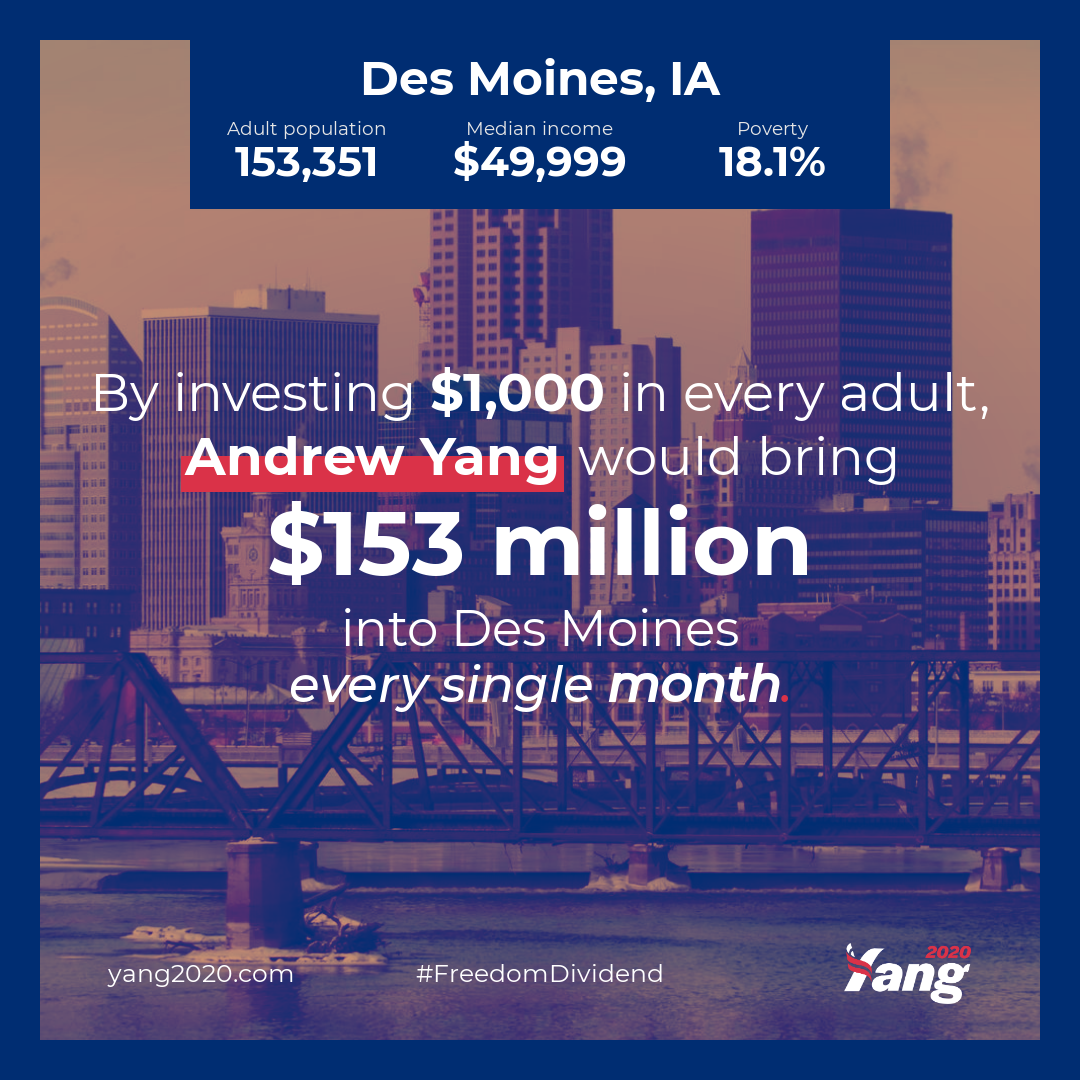 Des Moines, IA
Adult population Median income Poverty
153,351 $49,999 18.1%
By investing $1,000 in every adult,
Andrew Yang would bring
$153 million
into Des Moines
every single month.
yang2020.com #FreedomDividend Yang 2020